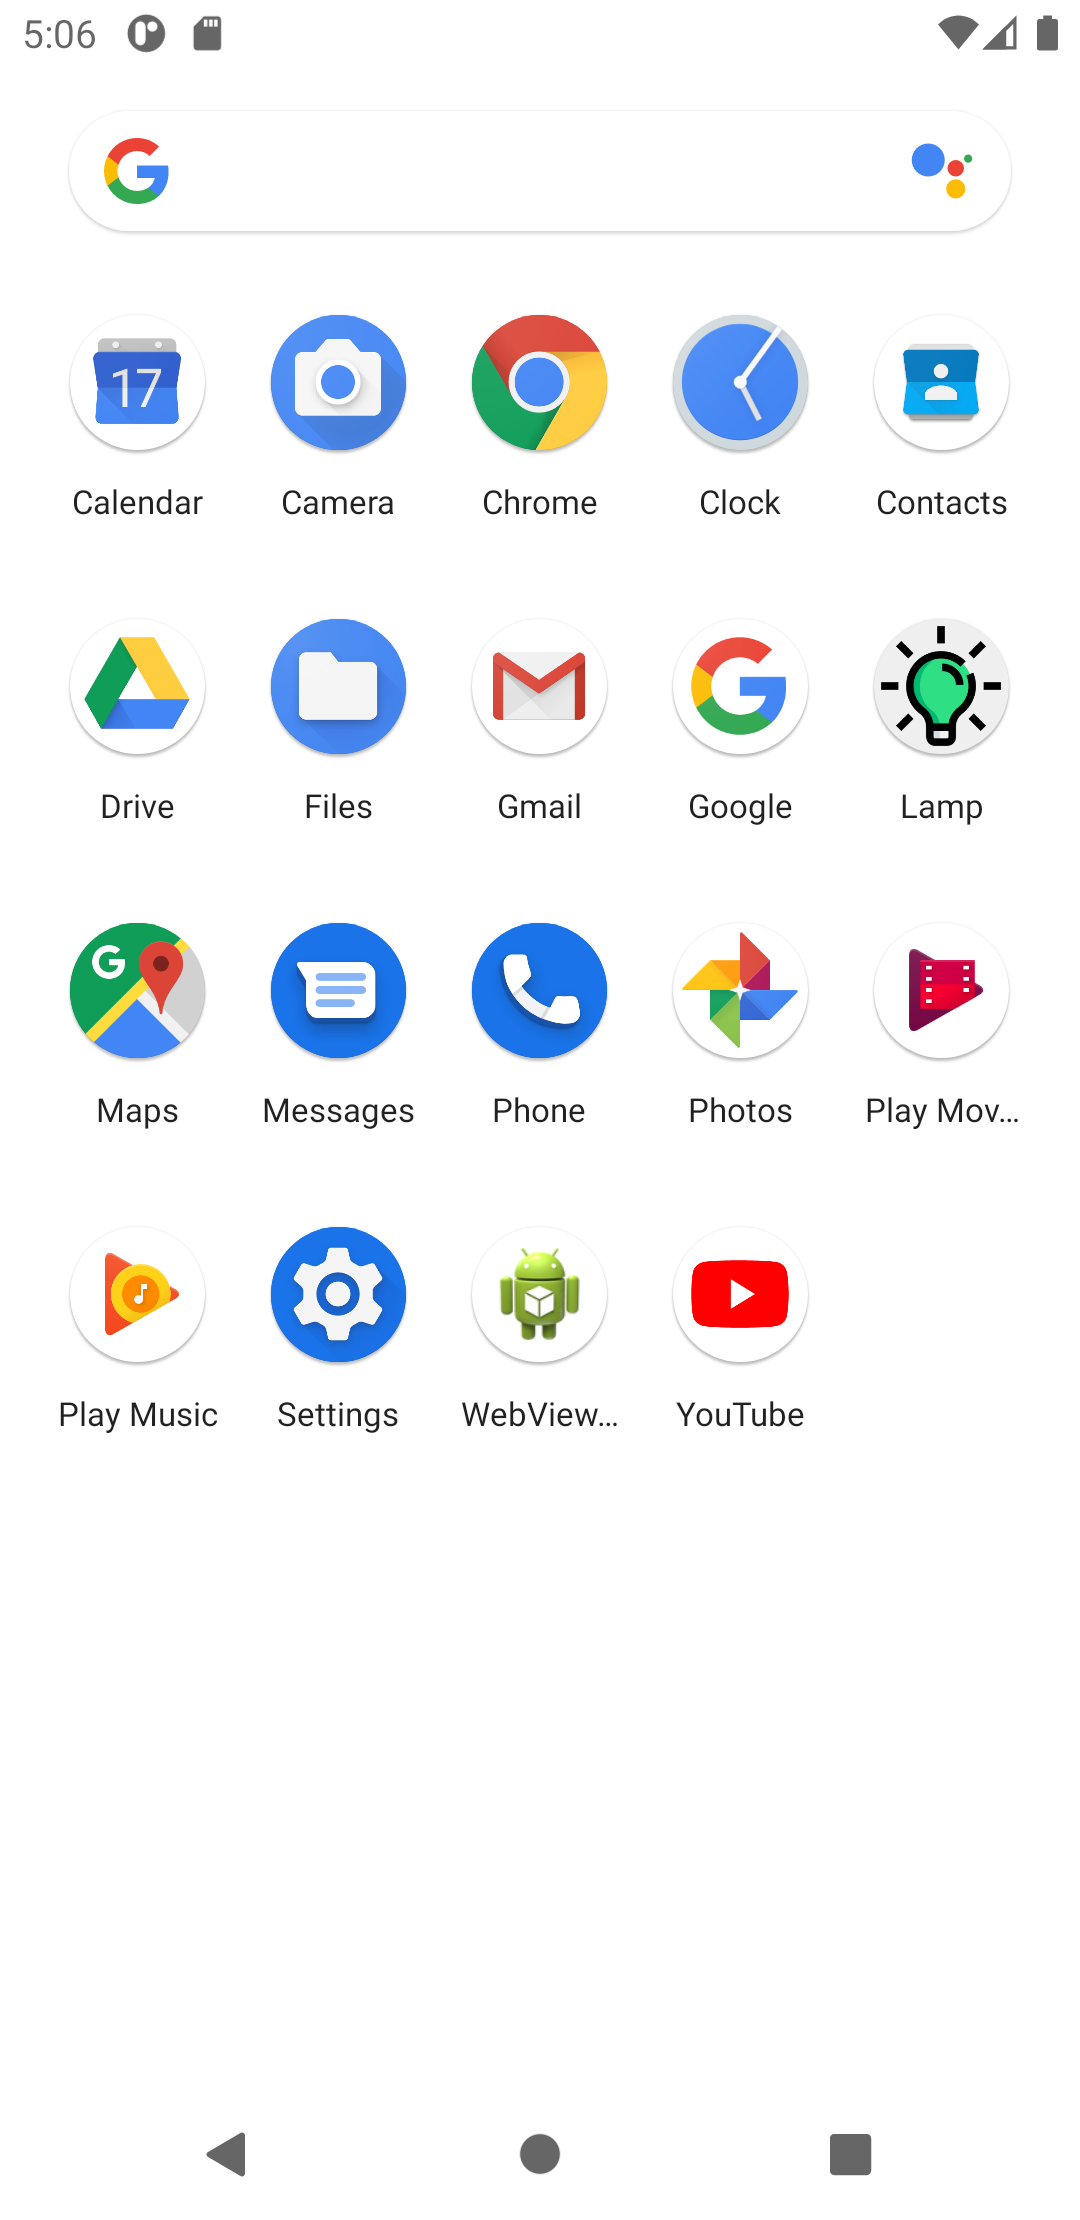 5:06
Calendar Camera Chrome Clock Contacts
Drive Files Gmail Google Lamp
Maps Messages Phone Photos Play Mov...
Play Music Settings WebView... YouTube